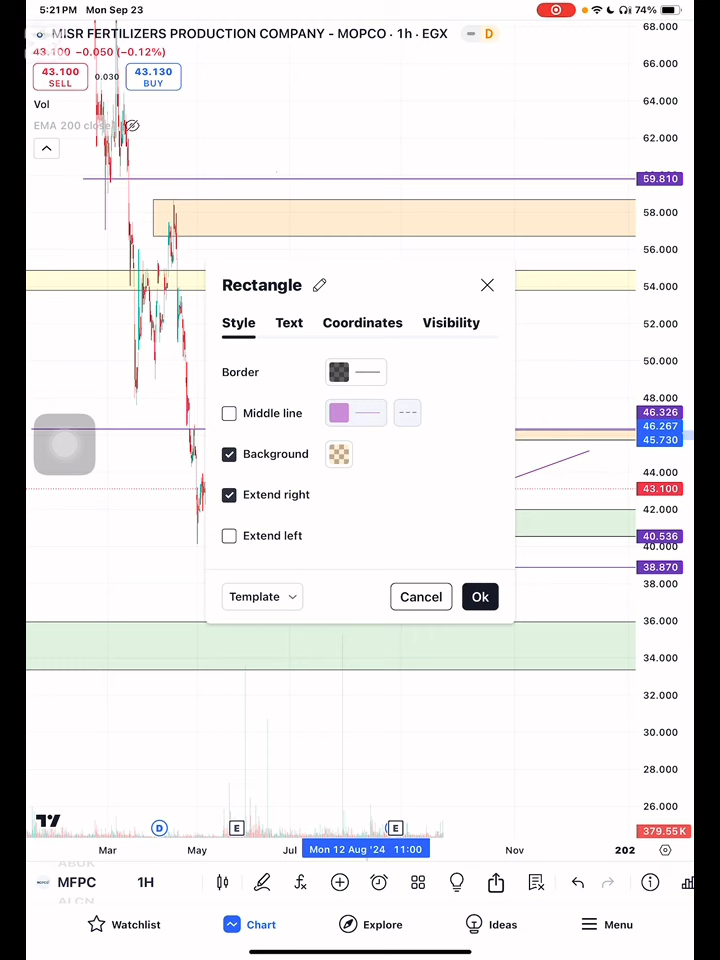 5:21 PM Mon Sep 23
74%
MISR FERTILIZERS PRODUCTION COMPANY - MOPCO · 1h · EGX
D
43.100 −0.050 (−0.12%)
43.100 SELL
0.030
43.130 BUY
Vol
EMA 200 close
68.000
66.000
64.000
62.000
59.810
58.000
56.000
54.000
52.000
50.000
48.000
46.326
46.267
45.730
44.000
43.100
42.000
40.536
40.000
38.870
38.000
36.000
34.000
32.000
30.000
28.000
26.000
379.55K
Rectangle
Style Text Coordinates Visibility
Border
Middle line
Background
Extend right
Extend left
Template Cancel Ok
D E E
Mar May Jul Mon 12 Aug '24 11:00 Nov 202
ABUK
MFPC 1H
ALCN
Watchlist Chart Explore Ideas Menu